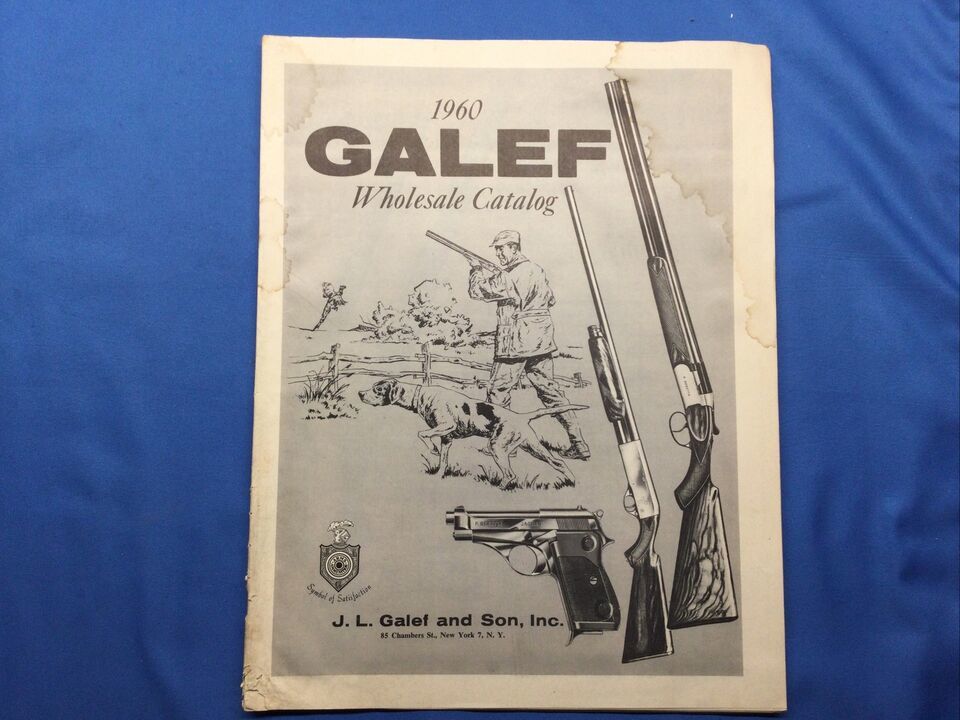 1960
GALEF
Wholesale Catalog
Symbol of Satisfaction
J. L. Galef and Son, Inc.
85 Chambers St., New York 7, N. Y.